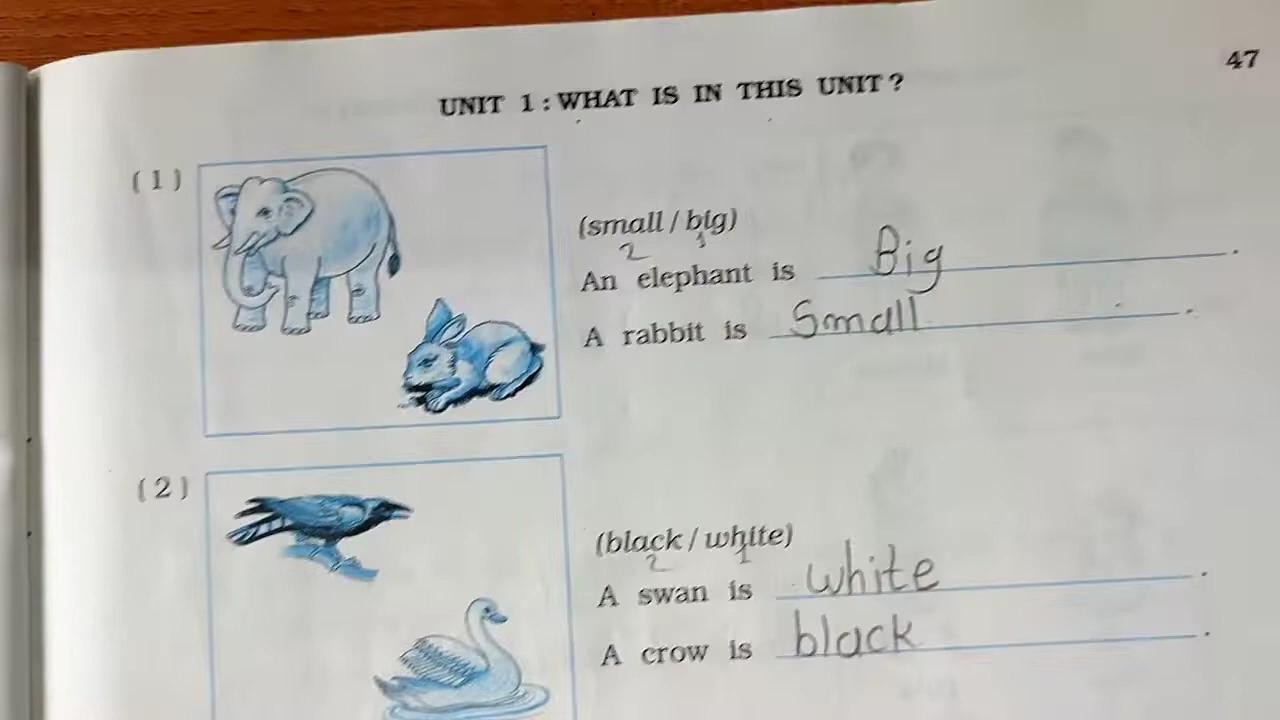 47
UNIT 1 : WHAT IS IN THIS UNIT ?
(1)
(small / big)
2 1
An elephant is Big.
A rabbit is Small.
(2)
(black / white)
2 1
A swan is white.
A crow is black.